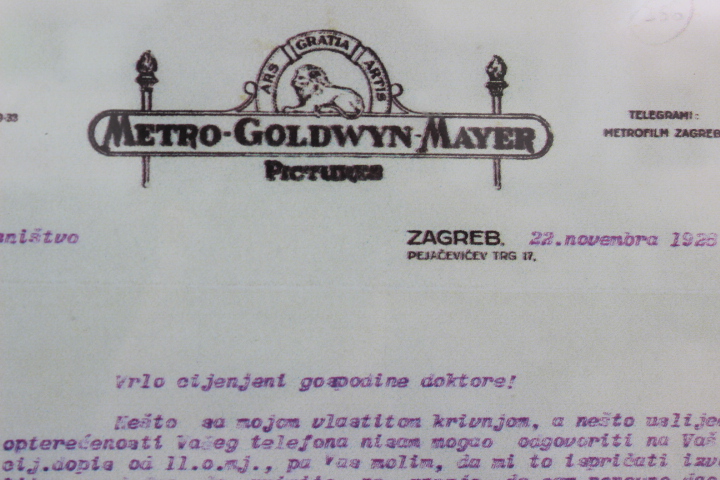 ARS GRATIA ARTIS
METRO-GOLDWYN-MAYER
PICTURES
TELEGRAMI:
METROFILM ZAGREB
ZAGREB, 22.novembra 1928
PEJAČEVIĆEV TRG 17.
Vrlo cijenjeni gospodine doktore!
Nešto sa mojom vlastitom krivnjom, a nešto uslijed
opterećenosti Vašeg telefona nisam mogao odgovoriti na Vaš
cij.dopis od 11.o.mj., pa Vas molim, da mi to ispričati